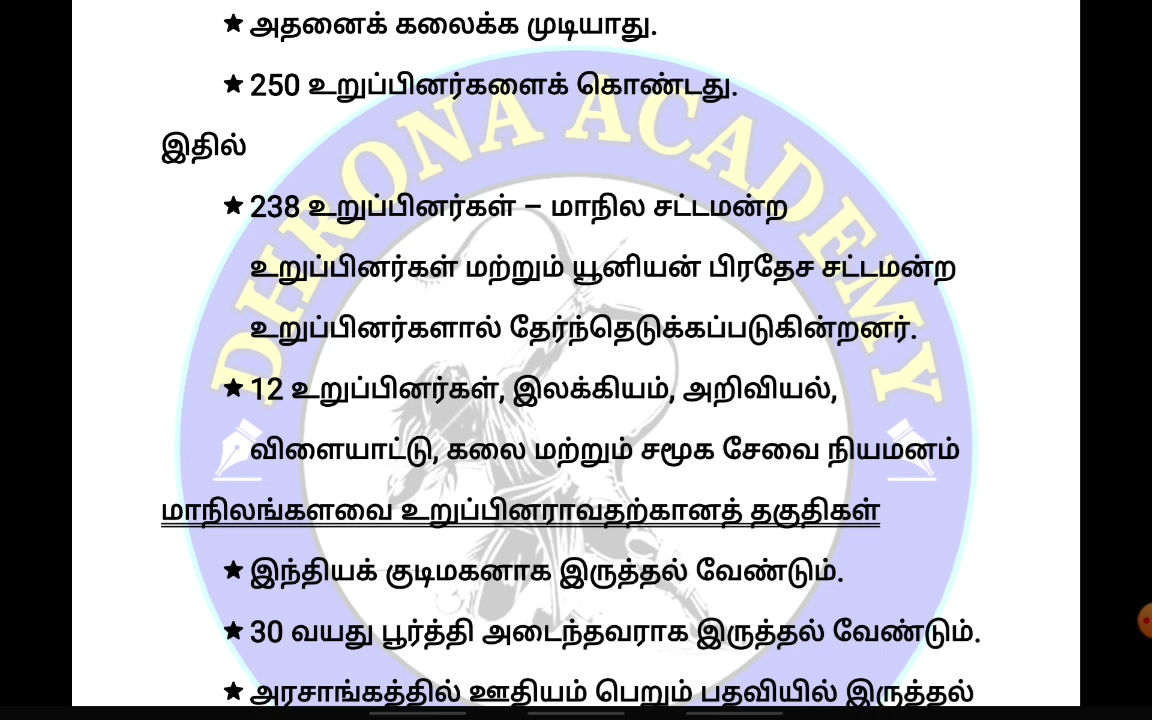 ★ அதனைக் கலைக்க முடியாது.
★ 250 உறுப்பினர்களைக் கொண்டது.
இதில்
★ 238 உறுப்பினர்கள் – மாநில சட்டமன்ற
உறுப்பினர்கள் மற்றும் யூனியன் பிரதேச சட்டமன்ற
உறுப்பினர்களால் தேர்ந்தெடுக்கப்படுகின்றனர்.
★ 12 உறுப்பினர்கள், இலக்கியம், அறிவியல்,
விளையாட்டு, கலை மற்றும் சமூக சேவை நியமனம்
மாநிலங்களவை உறுப்பினராவதற்கானத் தகுதிகள்
★ இந்தியக் குடிமகனாக இருத்தல் வேண்டும்.
★ 30 வயது பூர்த்தி அடைந்தவராக இருத்தல் வேண்டும்.
★ அரசாங்கத்தில் ஊதியம் பெறும் பதவியில் இருத்தல்
DHRONA ACADEMY